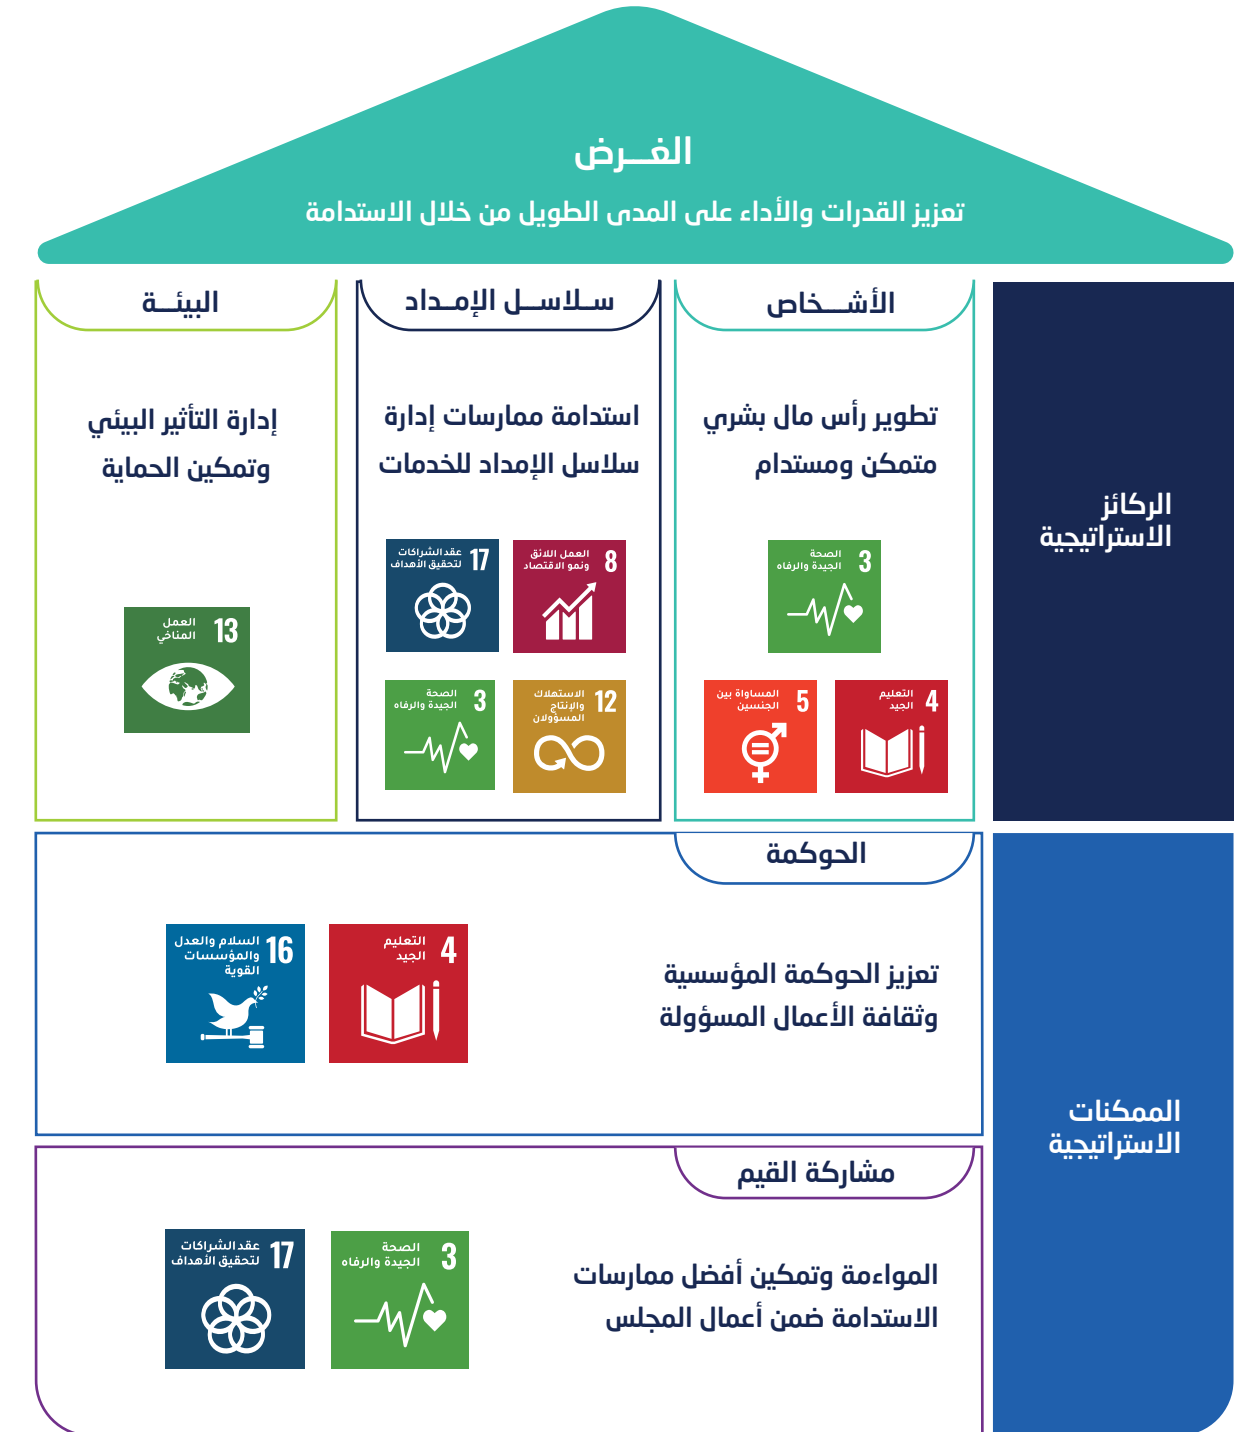 الغـــرض
تعزيز القدرات والأداء على المدى الطويل من خلال الاستدامة
الركائز
الاستراتيجية
الأشـــخاص
تطوير رأس مال بشري
متمكن ومستدام
3
الصحة
الجيدة والرفاه
4
التعليم
الجيد
5
المساواة بين
الجنسين
سـلاســل الإمــداد
استدامة ممارسات إدارة
سلاسل الإمداد للخدمات
8
العمل اللائق
ونمو الاقتصاد
17
عقد الشراكات
لتحقيق الأهداف
12
الاستهلاك
والإنتاج
المسؤولان
3
الصحة
الجيدة والرفاه
البيئـــة
إدارة التأثير البيئي
وتمكين الحماية
13
العمل
المناخي
الممكنات
الاستراتيجية
الحوكمة
تعزيز الحوكمة المؤسسية
وثقافة الأعمال المسؤولة
4
التعليم
الجيد
16
السلام والعدل
والمؤسسات
القوية
مشاركة القيم
المواءمة وتمكين أفضل ممارسات
الاستدامة ضمن أعمال المجلس
3
الصحة
الجيدة والرفاه
17
عقد الشراكات
لتحقيق الأهداف